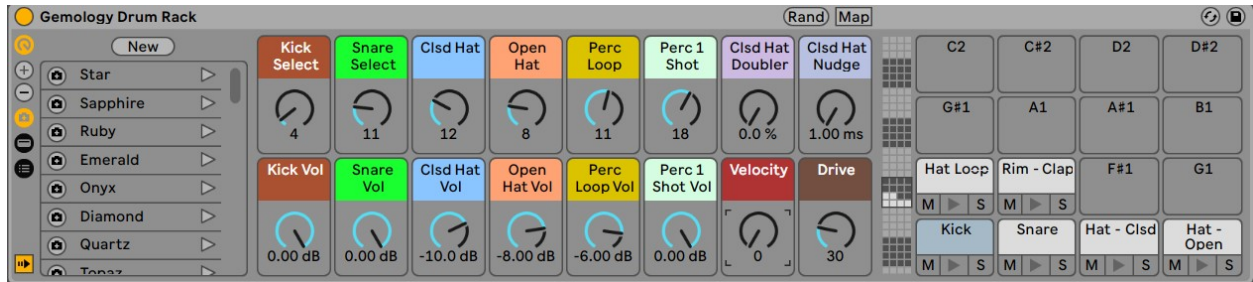 Gemology Drum Rack
Rand Map
New
Star
Sapphire
Ruby
Emerald
Onyx
Diamond
Quartz
Topaz
Kick
Select
Snare
Select
Clsd Hat
Open
Hat
Perc
Loop
Perc 1
Shot
Clsd Hat
Doubler
Clsd Hat
Nudge
4
11
12
8
11
18
0.0 %
1.00 ms
Kick Vol
Snare
Vol
Clsd Hat
Vol
Open
Hat Vol
Perc
Loop Vol
Perc 1
Shot Vol
Velocity
Drive
0.00 dB
0.00 dB
-10.0 dB
-8.00 dB
-6.00 dB
0.00 dB
0
30
C2
C#2
D2
D#2
G#1
A1
A#1
B1
Hat Loop
Rim - Clap
F#1
G1
M S
M S
Kick
Snare
Hat - Clsd
Hat -
Open
M S
M S
M S
M S